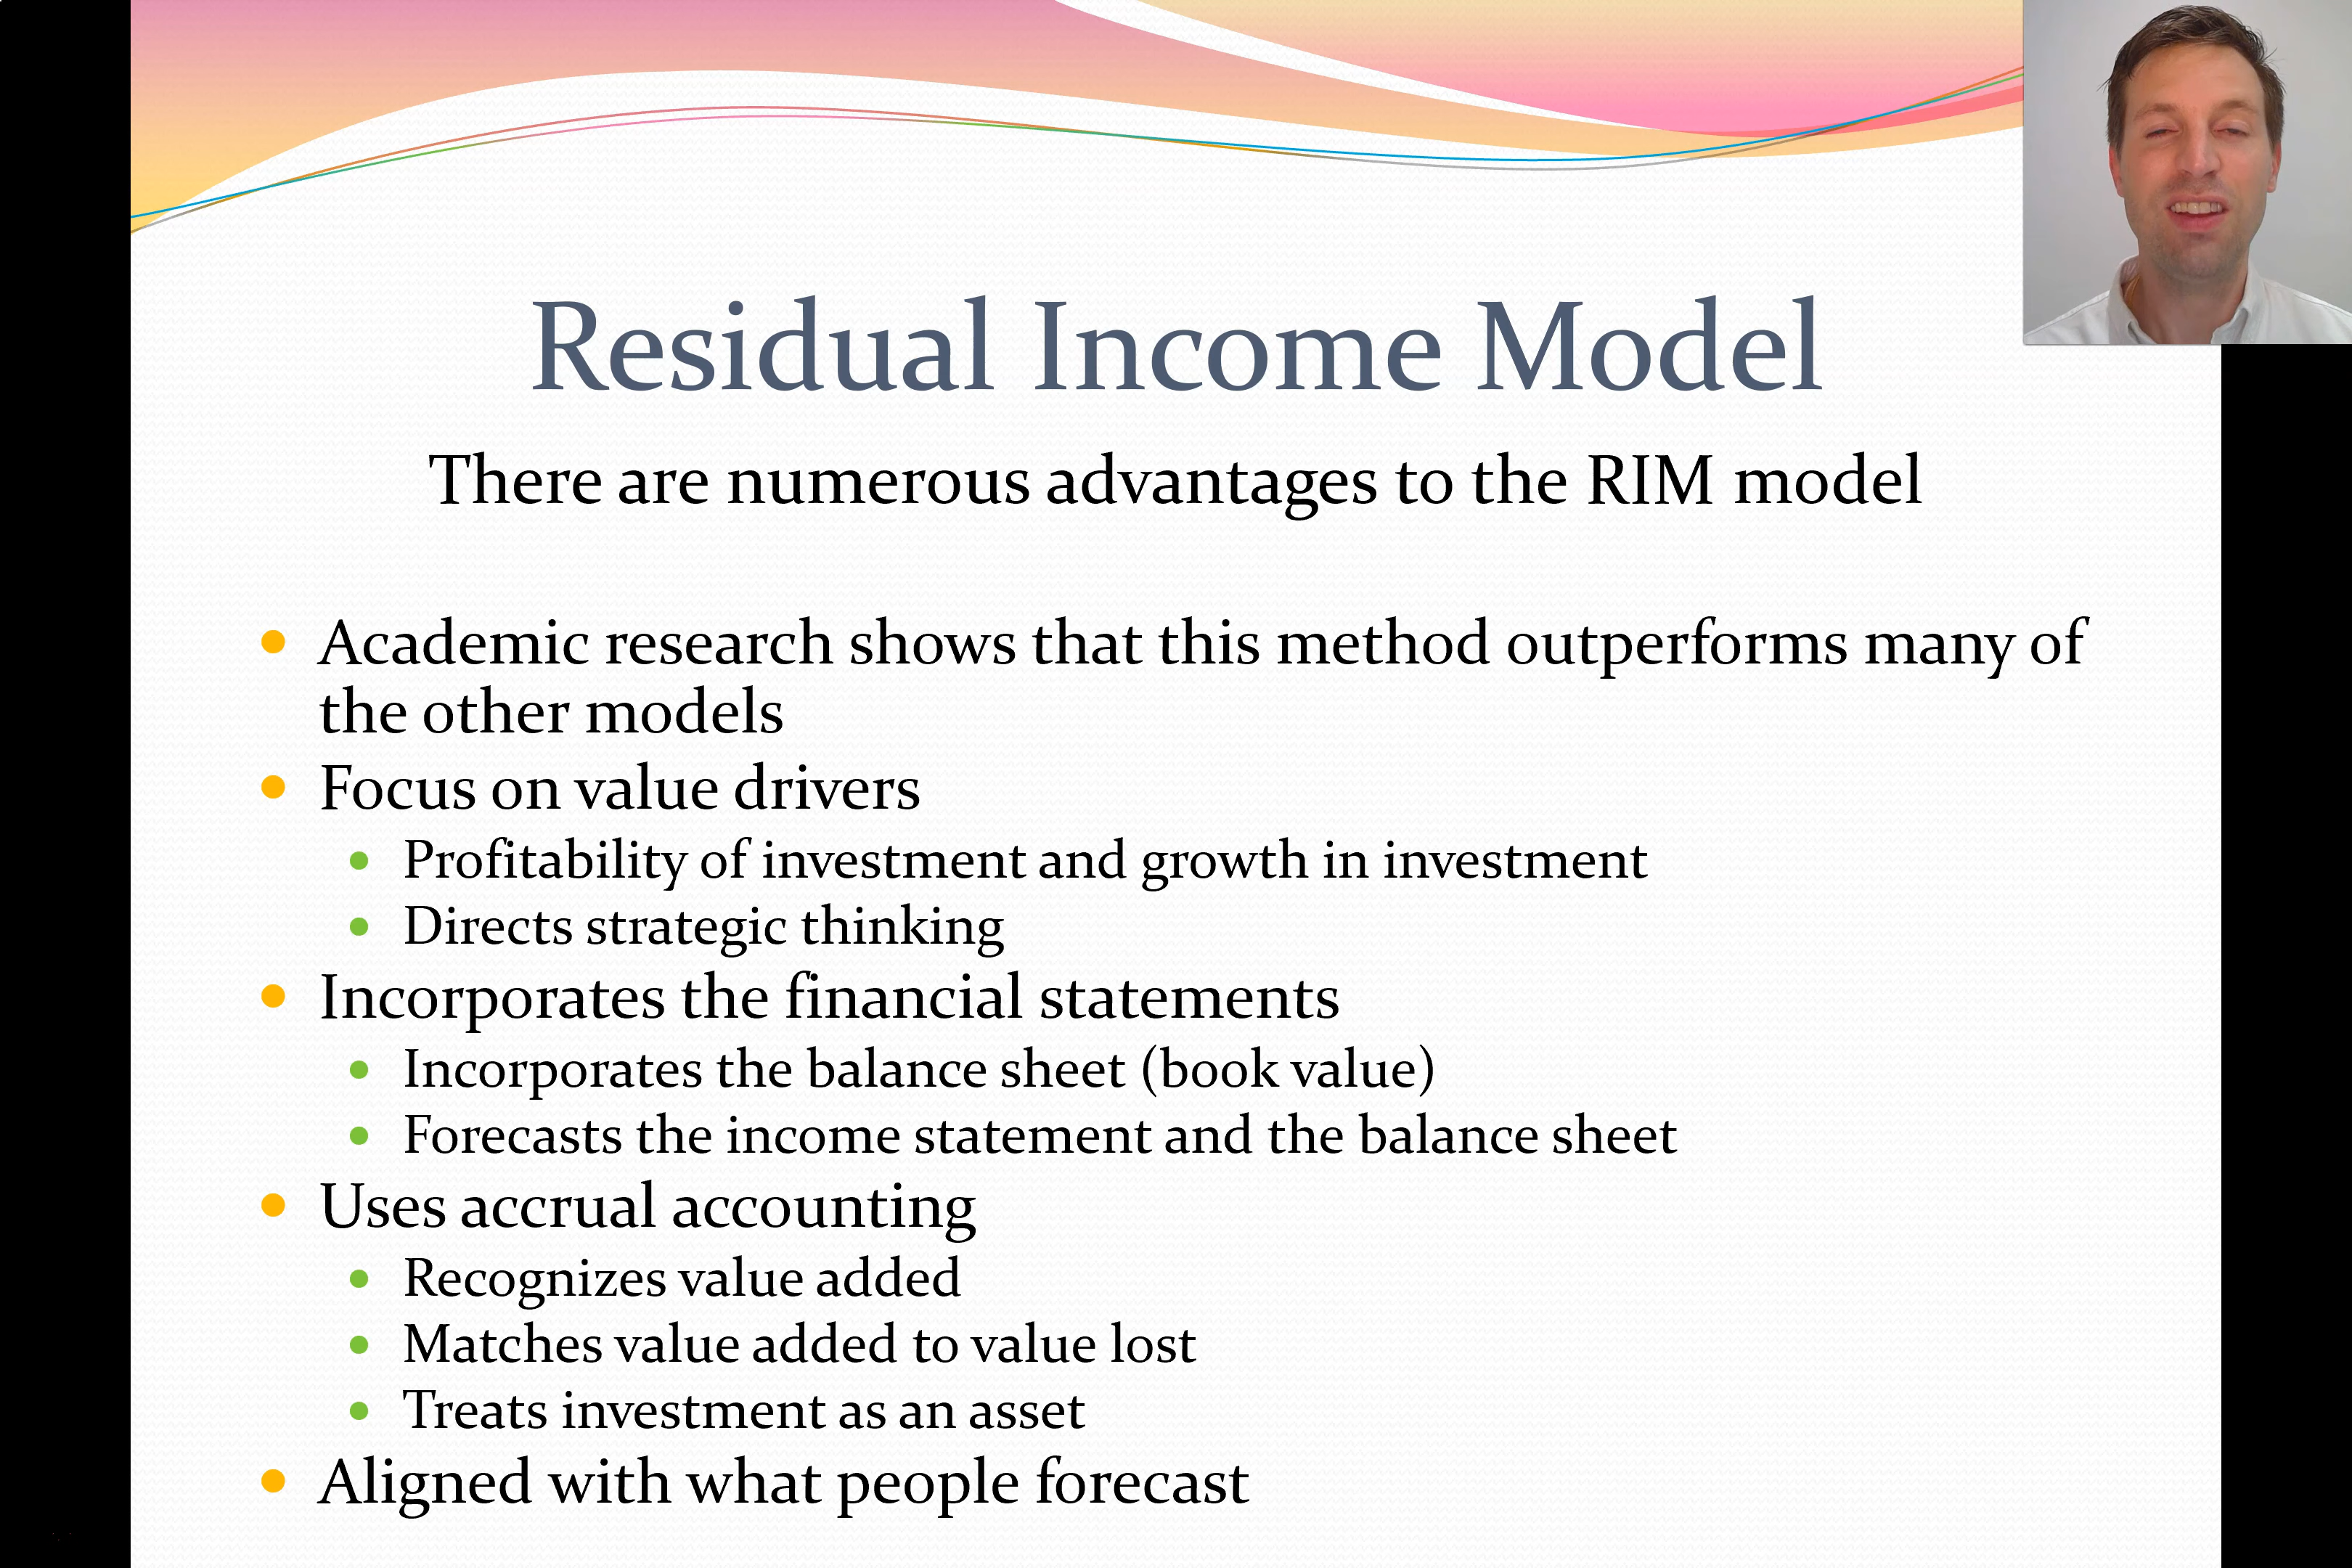 Residual Income Model
There are numerous advantages to the RIM model
Academic research shows that this method outperforms many of
the other models
Focus on value drivers
Profitability of investment and growth in investment
Directs strategic thinking
Incorporates the financial statements
Incorporates the balance sheet (book value)
Forecasts the income statement and the balance sheet
Uses accrual accounting
Recognizes value added
Matches value added to value lost
Treats investment as an asset
Aligned with what people forecast